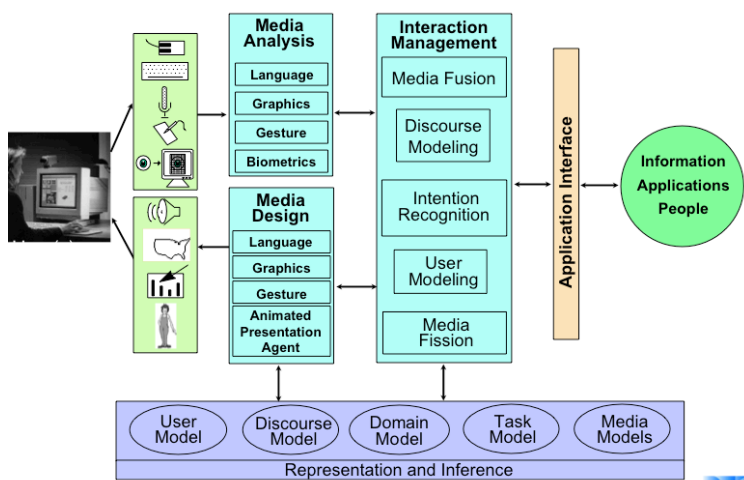 Media
Analysis
Language
Graphics
Gesture
Biometrics
Media
Design
Language
Graphics
Gesture
Animated
Presentation
Agent
Interaction
Management
Media Fusion
Discourse
Modeling
Intention
Recognition
User
Modeling
Media
Fission
Application Interface
Information
Applications
People
User
Model
Discourse
Model
Domain
Model
Task
Model
Media
Models
Representation and Inference